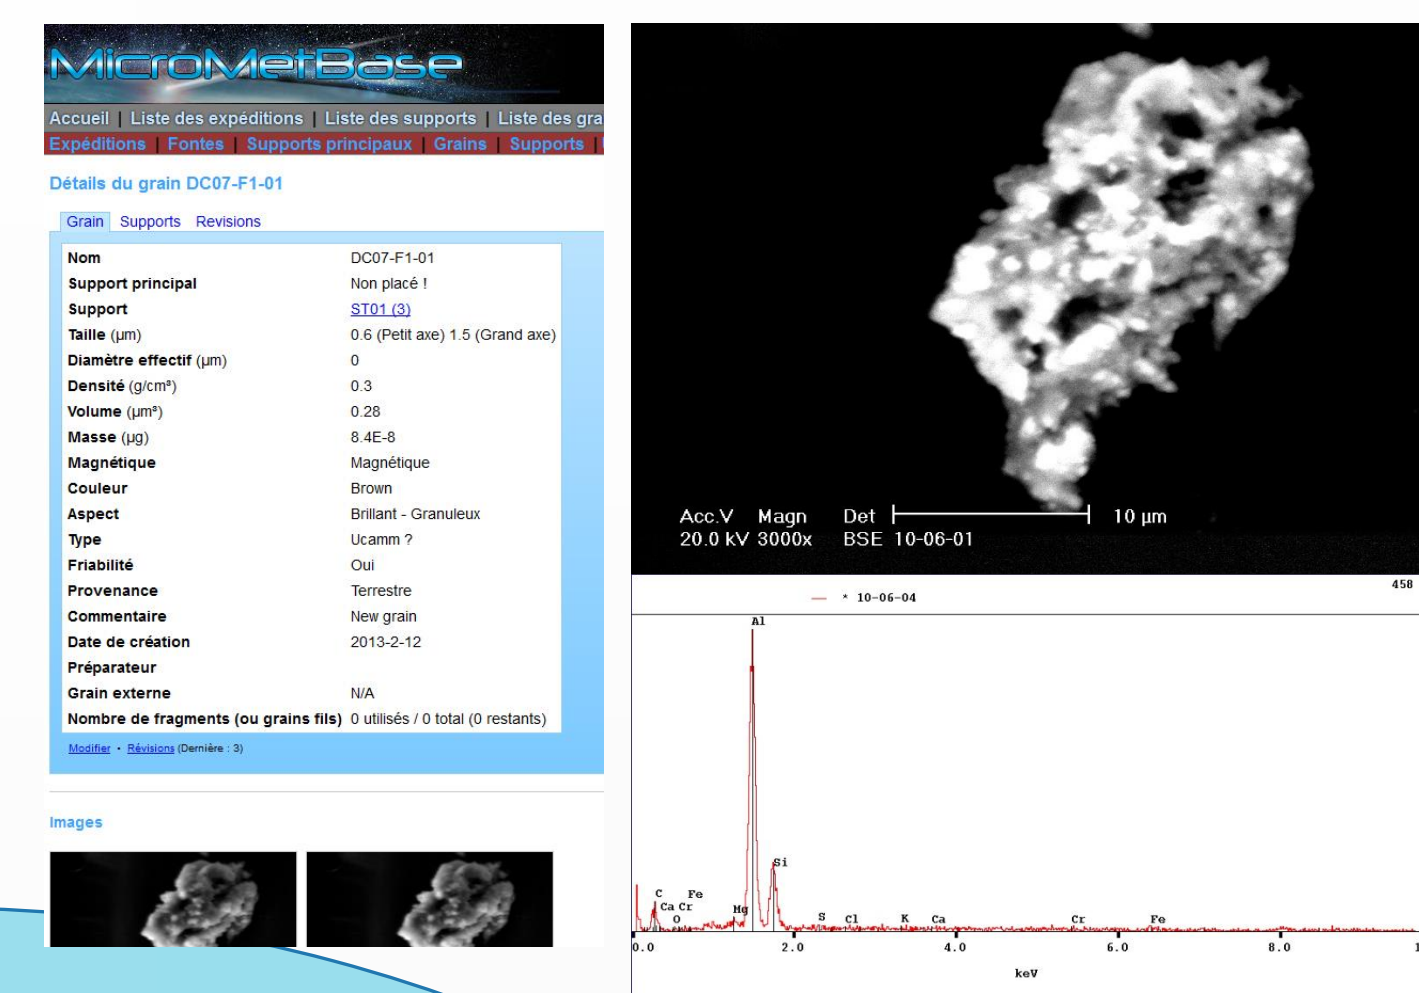 MicroMetBase
Accueil | Liste des expéditions | Liste des supports | Liste des gra
Expéditions | Fontes | Supports principaux | Grains | Supports |
Détails du grain DC07-F1-01
Grain Supports Revisions
Nom DC07-F1-01
Support principal Non placé !
Support ST01 (3)
Taille (µm) 0.6 (Petit axe) 1.5 (Grand axe)
Diamètre effectif (µm) 0
Densité (g/cm³) 0.3
Volume (µm³) 0.28
Masse (µg) 8.4E-8
Magnétique Magnétique
Couleur Brown
Aspect Brillant - Granuleux
Type Ucamm ?
Friabilité Oui
Provenance Terrestre
Commentaire New grain
Date de création 2013-2-12
Préparateur
Grain externe N/A
Nombre de fragments (ou grains fils) 0 utilisés / 0 total (0 restants)
Modifier • Révisions (Dernière : 3)
Images
Acc.V Magn Det 10 µm
20.0 kV 3000x BSE 10-06-01
458
* 10-06-04
Al
Si
C Fe
Ca Cr
O
Mg
S Cl K Ca Cr Fe
0.0 2.0 4.0 6.0 8.0 1
keV